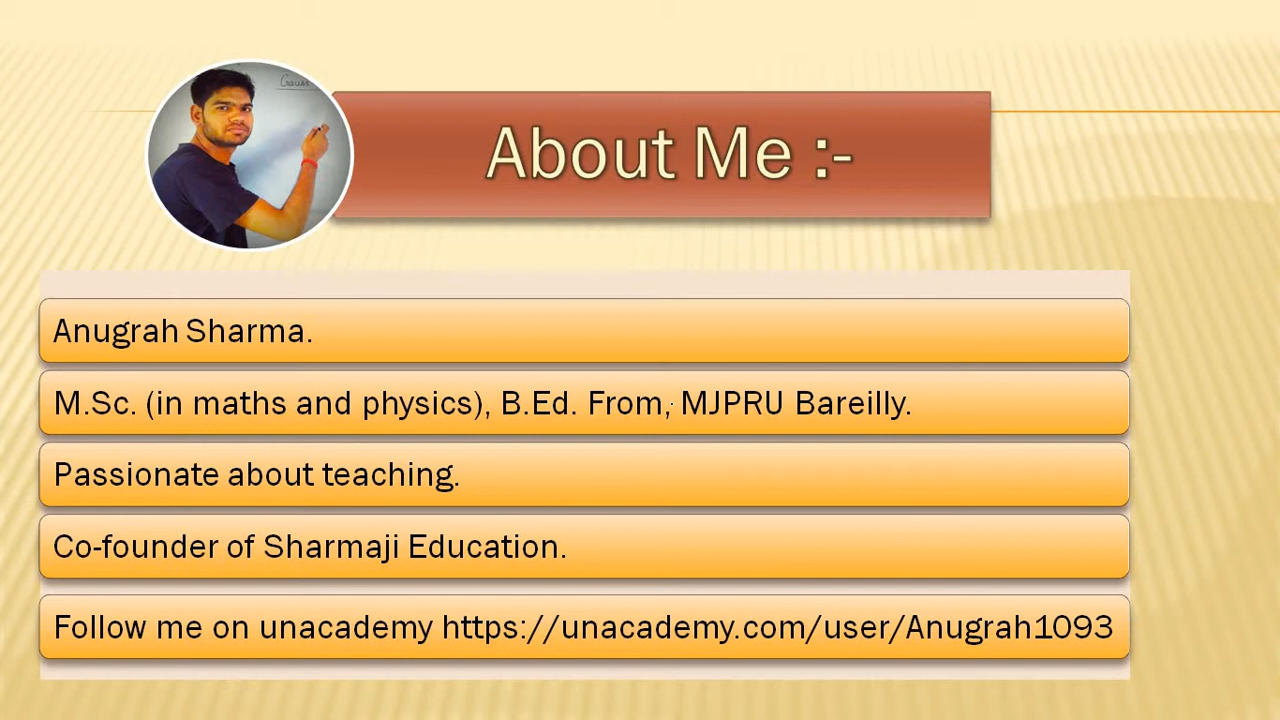 Gauss
About Me :-
Anugrah Sharma.
M.Sc. (in maths and physics), B.Ed. From, MJPRU Bareilly.
Passionate about teaching.
Co-founder of Sharmaji Education.
Follow me on unacademy https://unacademy.com/user/Anugrah1093